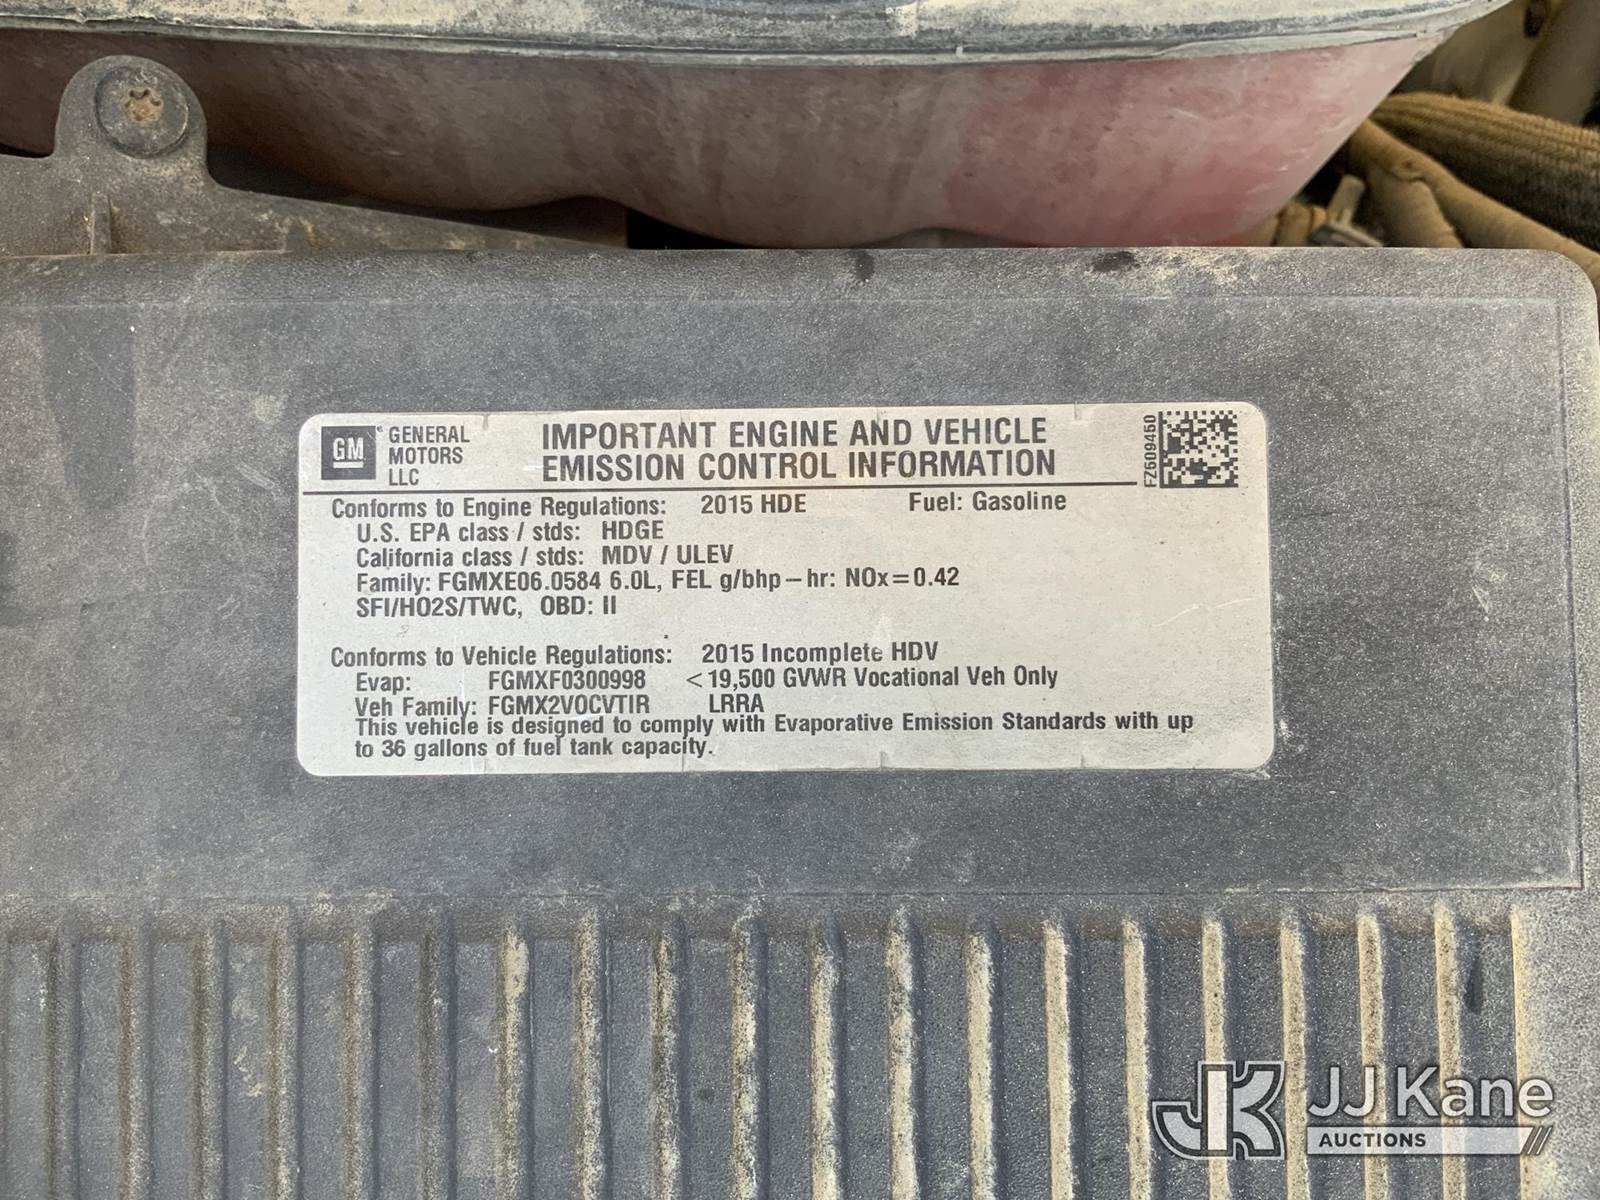 GM GENERAL MOTORS LLC
IMPORTANT ENGINE AND VEHICLE
EMISSION CONTROL INFORMATION
FZ609460
Conforms to Engine Regulations: 2015 HDE Fuel: Gasoline
U.S. EPA class / stds: HDGE
California class / stds: MDV / ULEV
Family: FGMXE06.0584 6.0L, FEL g/bhp-hr: NOx=0.42
SFI/HO2S/TWC, OBD: II
Conforms to Vehicle Regulations: 2015 Incomplete HDV
Evap: FGMXF0300998 <19,500 GVWR Vocational Veh Only
Veh Family: FGMX2VOCVTIR LRRA
This vehicle is designed to comply with Evaporative Emission Standards with up
to 36 gallons of fuel tank capacity.
JK JJ Kane
AUCTIONS